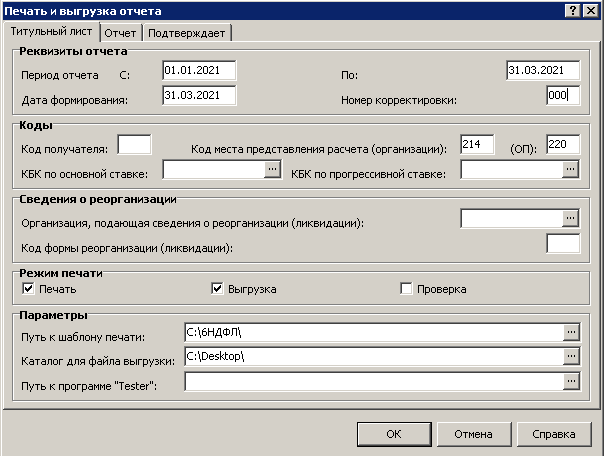 Печать и выгрузка отчета
Титульный лист Отчет Подтверждает
Реквизиты отчета
Период отчета С: 01.01.2021 По: 31.03.2021
Дата формирования: 31.03.2021 Номер корректировки: 000
Коды
Код получателя: Код места представления расчета (организации): 214 (ОП): 220
КБК по основной ставке: ... КБК по прогрессивной ставке: ...
Сведения о реорганизации
Организация, подающая сведения о реорганизации (ликвидации): ...
Код формы реорганизации (ликвидации):
Режим печати
Печать Выгрузка Проверка
Параметры
Путь к шаблону печати: C:\6НДФЛ\ ...
Каталог для файла выгрузки: C:\Desktop\ ...
Путь к программе "Tester": ...
ОК Отмена Справка